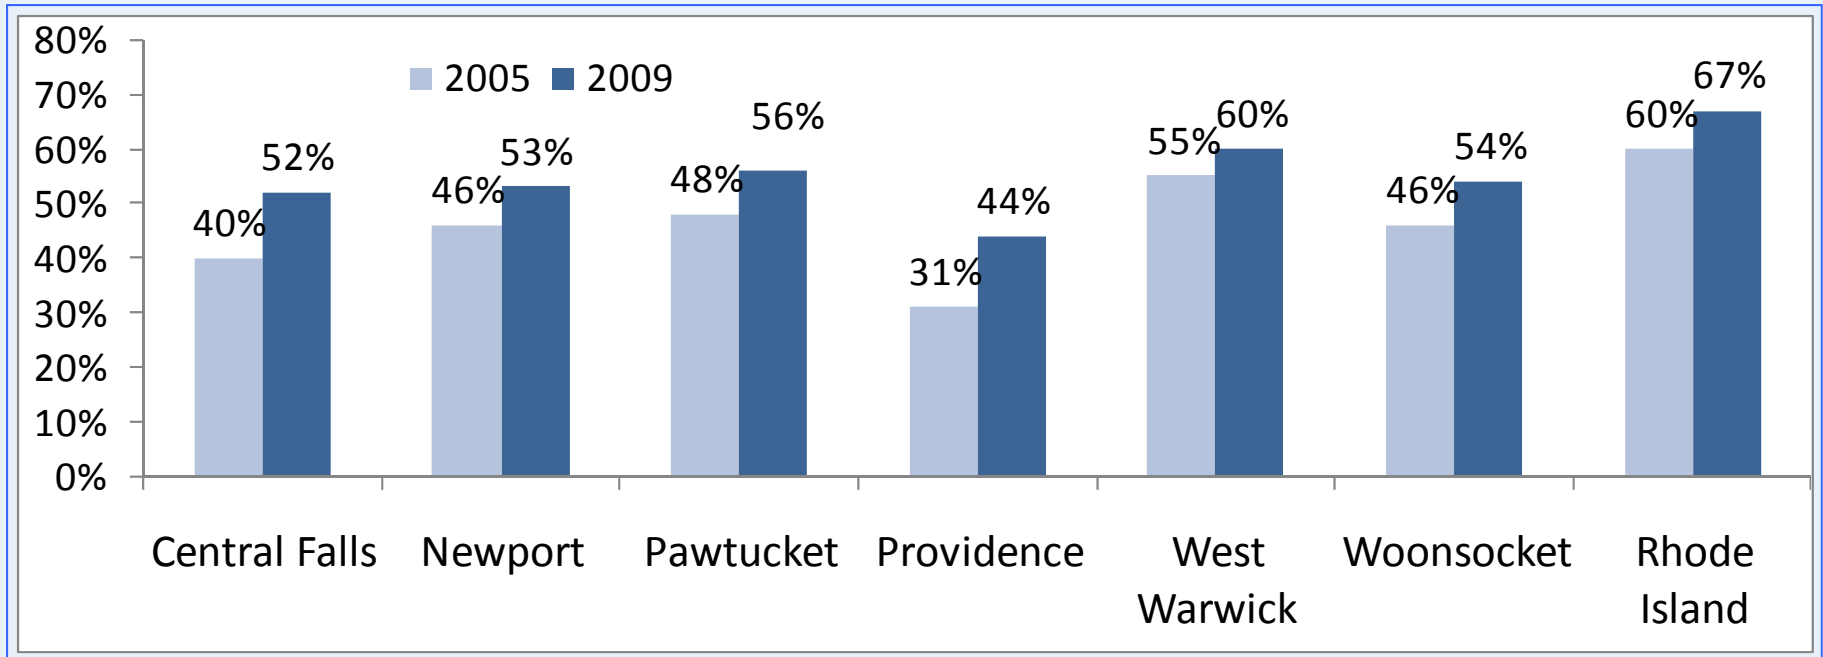 80%
70%
60%
50%
40%
30%
20%
10%
0%
2005 2009
40% 52%
46% 53%
48% 56%
31% 44%
55% 60%
46% 54%
60% 67%
Central Falls
Newport
Pawtucket
Providence
West
Warwick
Woonsocket
Rhode
Island